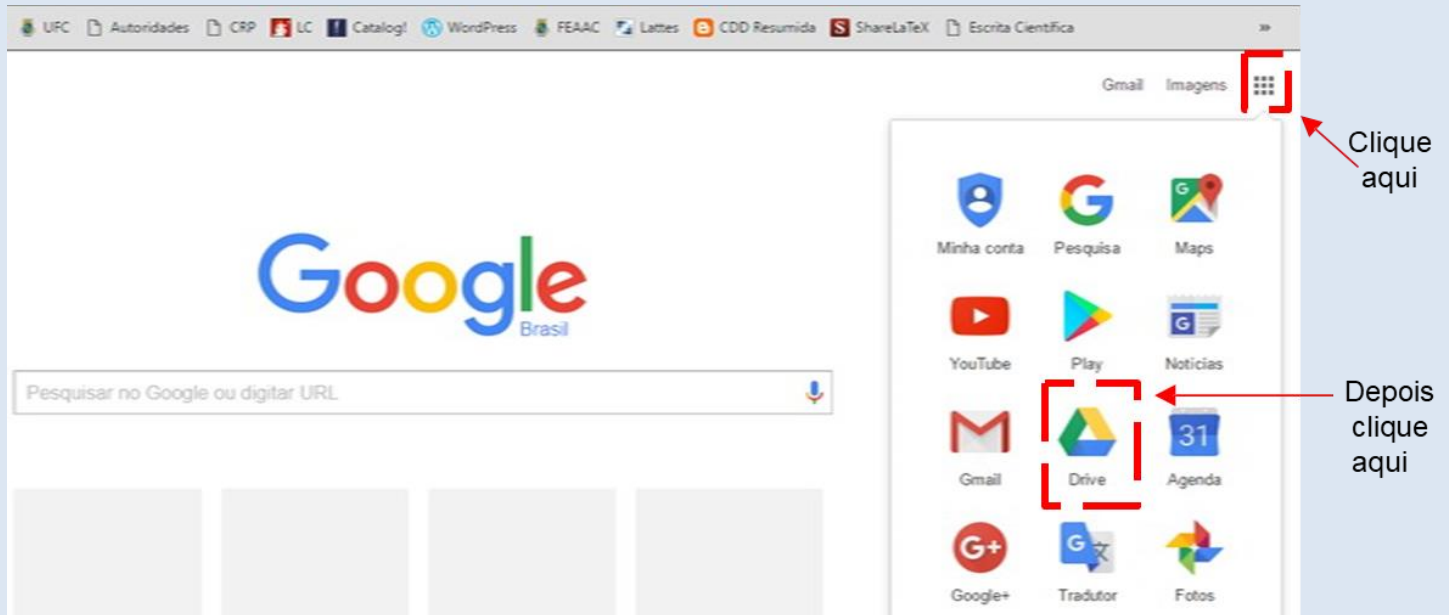 UFC Autoridades CRP LC Catalog! WordPress FEAAC Lattes CDD Resumida ShareLaTeX Escrita Científica »
Gmail Imagens
Clique
aqui
Minha conta Pesquisa Maps
Google
Brasil
YouTube Play Notícias
Pesquisar no Google ou digitar URL
Depois
clique
aqui
31
Gmail Drive Agenda
G+
Google+ Tradutor Fotos